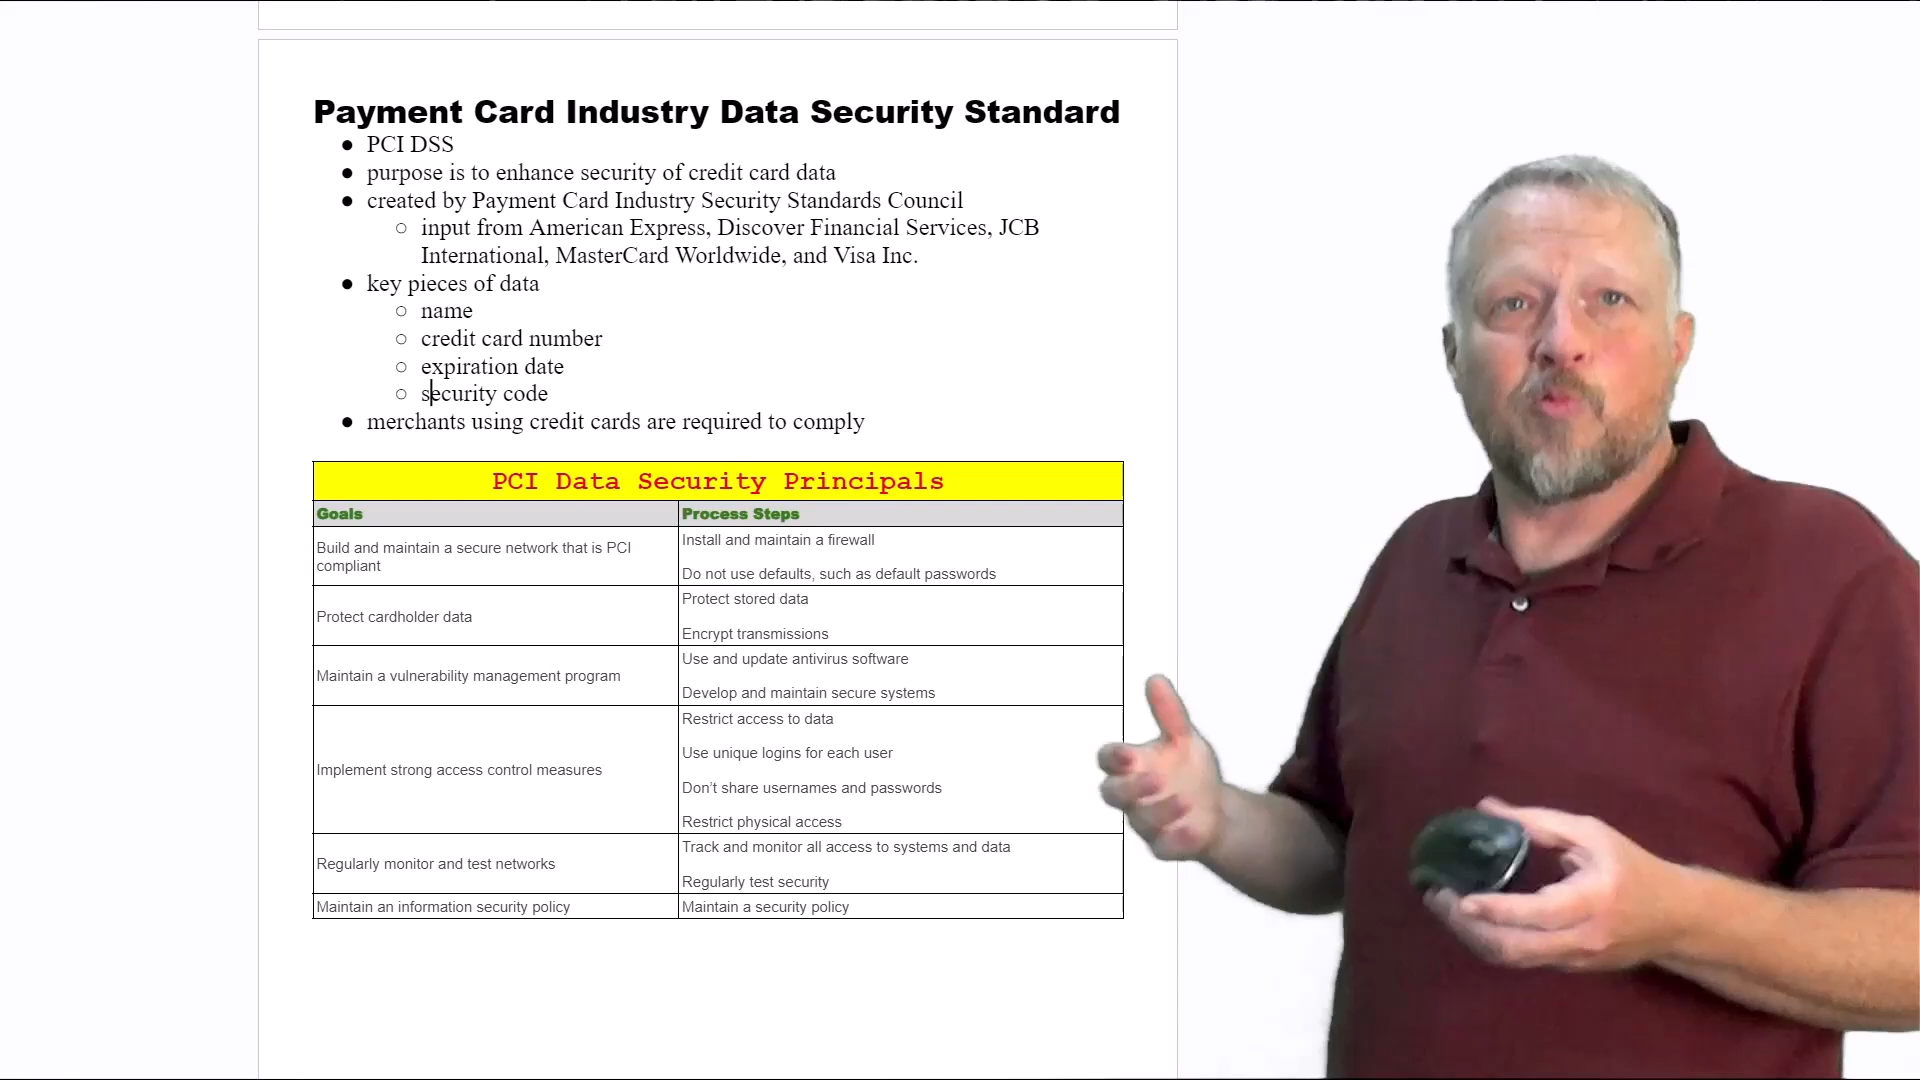 Payment Card Industry Data Security Standard
● PCI DSS
● purpose is to enhance security of credit card data
● created by Payment Card Industry Security Standards Council
○ input from American Express, Discover Financial Services, JCB
International, MasterCard Worldwide, and Visa Inc.
● key pieces of data
○ name
○ credit card number
○ expiration date
○ security code
● merchants using credit cards are required to comply
PCI Data Security Principals
Goals
Process Steps
Build and maintain a secure network that is PCI
compliant
Install and maintain a firewall
Do not use defaults, such as default passwords
Protect cardholder data
Protect stored data
Encrypt transmissions
Maintain a vulnerability management program
Use and update antivirus software
Develop and maintain secure systems
Implement strong access control measures
Restrict access to data
Use unique logins for each user
Don’t share usernames and passwords
Restrict physical access
Regularly monitor and test networks
Track and monitor all access to systems and data
Regularly test security
Maintain an information security policy
Maintain a security policy